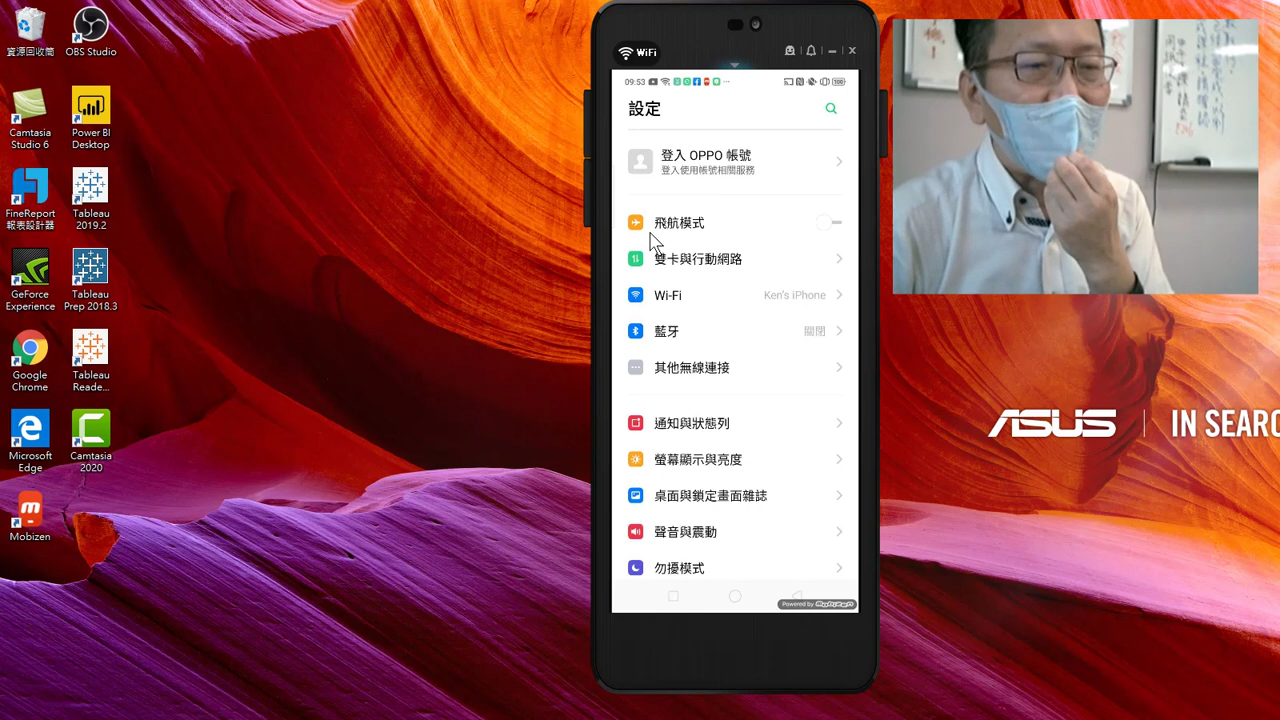 資源回收筒
OBS Studio
Camtasia
Studio 6
Power BI
Desktop
FineReport
報表設計器
Tableau
2019.2
GeForce
Experience
Tableau
Prep 2018.3
Google
Chrome
Tableau
Reade...
Microsoft
Edge
Camtasia
2020
Mobizen
WiFi
09:53
100
設定
登入 OPPO 帳號
登入使用帳號相關服務
飛航模式
雙卡與行動網路
Wi-Fi
Ken's iPhone
藍牙
關閉
其他無線連接
通知與狀態列
螢幕顯示與亮度
桌面與鎖定畫面雜誌
聲音與震動
勿擾模式
Powered by
ASUS
IN SEARC